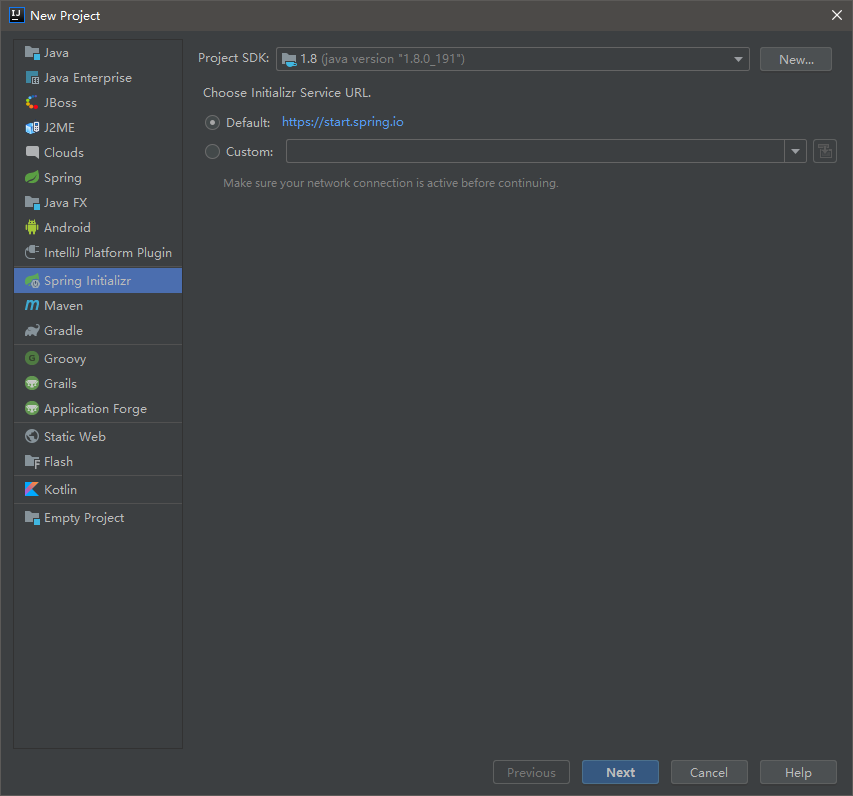 New Project
Java
Java Enterprise
JBoss
J2ME
Clouds
Spring
Java FX
Android
IntelliJ Platform Plugin
Spring Initializr
Maven
Gradle
Groovy
Grails
Application Forge
Static Web
Flash
Kotlin
Empty Project
Project SDK: 1.8 (java version "1.8.0_191") New...
Choose Initializr Service URL.
Default: https://start.spring.io
Custom:
Make sure your network connection is active before continuing.
Previous Next Cancel Help